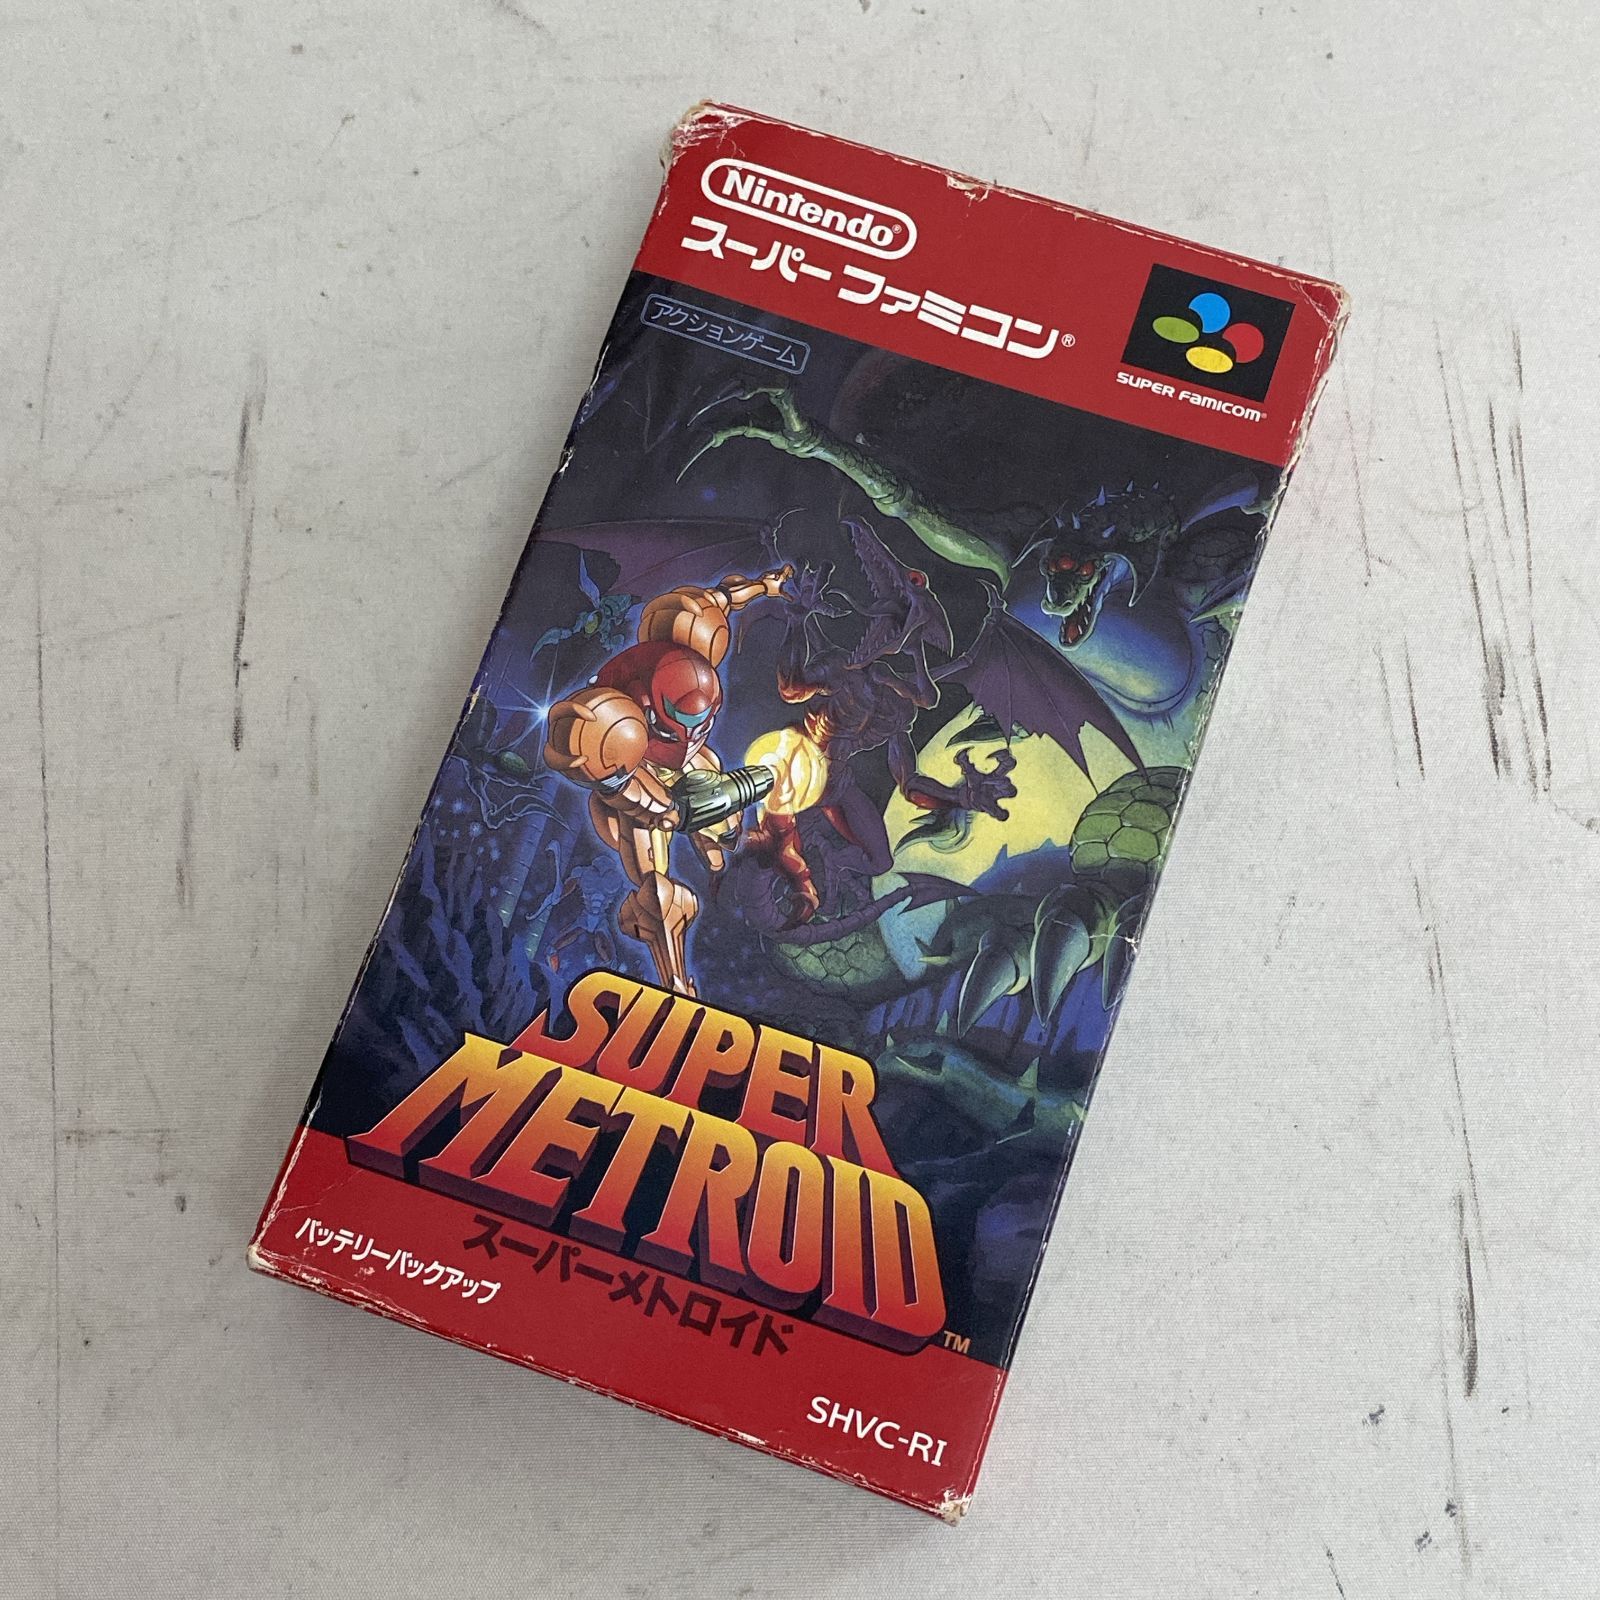 Nintendo®
スーパーファミコン®
SUPER FAMICOM®
アクションゲーム
SUPER
METROID
TM
スーパーメトロイド
バッテリーバックアップ
SHVC-RI